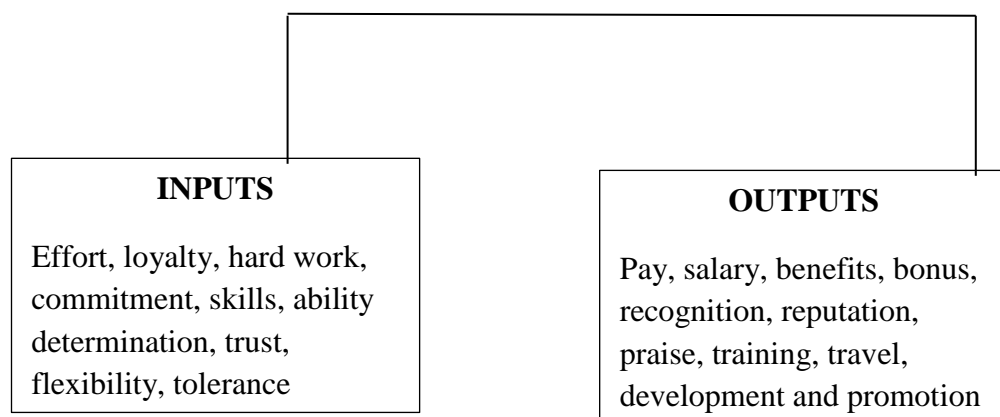 INPUTS
Effort, loyalty, hard work,
commitment, skills, ability
determination, trust,
flexibility, tolerance
OUTPUTS
Pay, salary, benefits, bonus,
recognition, reputation,
praise, training, travel,
development and promotion